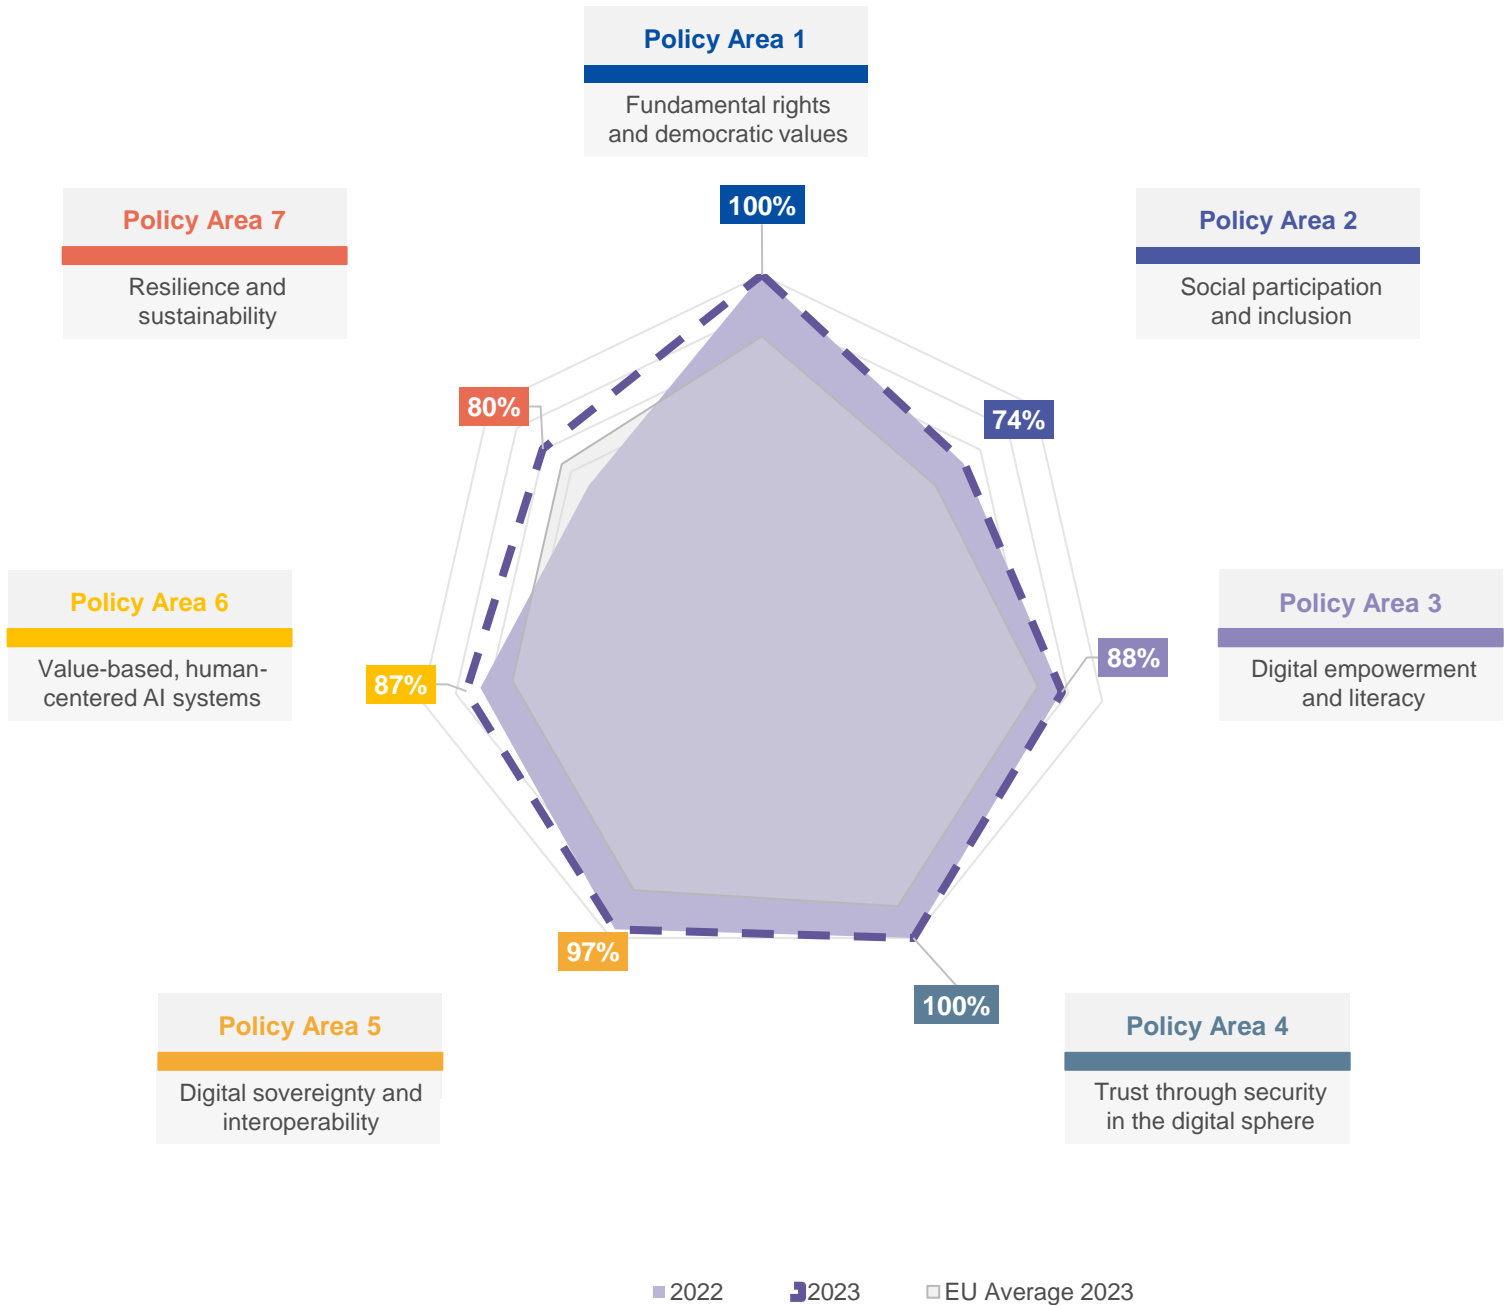 Policy Area 1
Fundamental rights
and democratic values
100%
Policy Area 7
Resilience and
sustainability
80%
Policy Area 2
Social participation
and inclusion
74%
Policy Area 6
Value-based, human-
centered AI systems
87%
Policy Area 3
Digital empowerment
and literacy
88%
97%
100%
Policy Area 5
Digital sovereignty and
interoperability
Policy Area 4
Trust through security
in the digital sphere
2022
2023
EU Average 2023